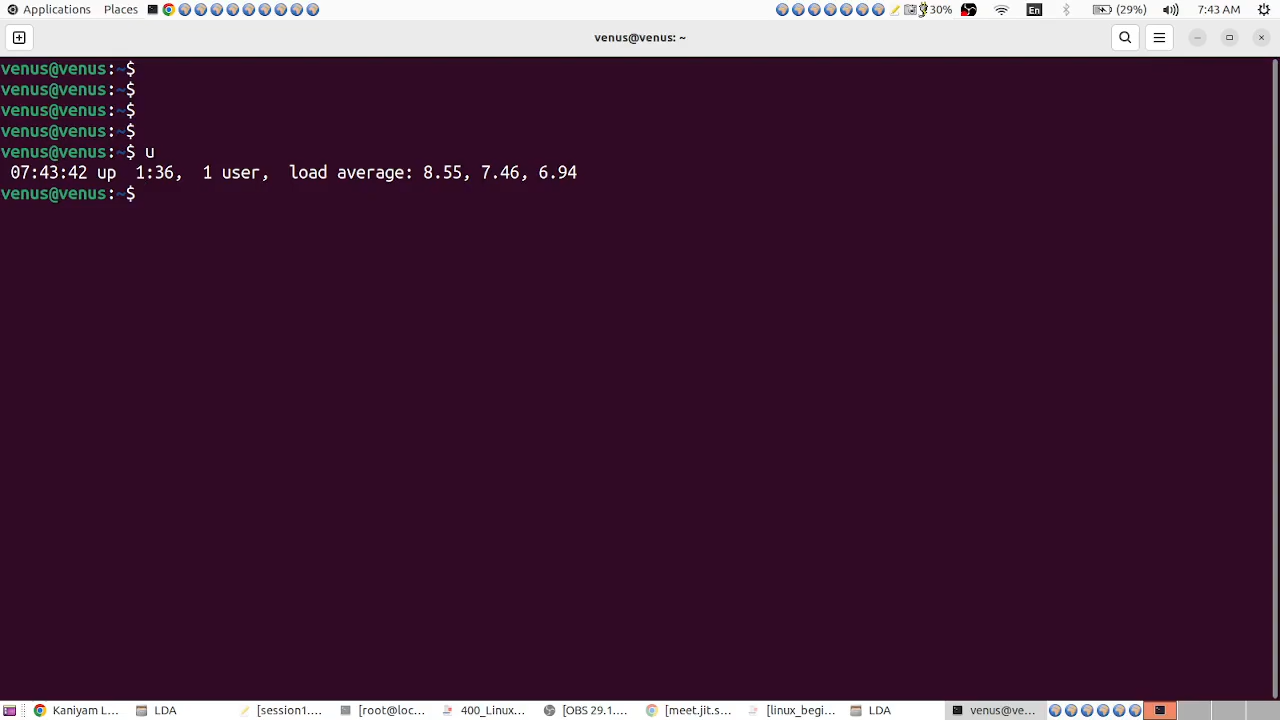 Applications Places 30% En (29%) 7:43 AM
venus@venus: ~
venus@venus:~$
venus@venus:~$
venus@venus:~$
venus@venus:~$
venus@venus:~$ u
07:43:42 up  1:36,  1 user,  load average: 8.55, 7.46, 6.94
venus@venus:~$
Kaniyam L... LDA [session1.... [root@loc... 400_Linux... [OBS 29.1.... [meet.jit.s... [linux_begi... LDA venus@ve...